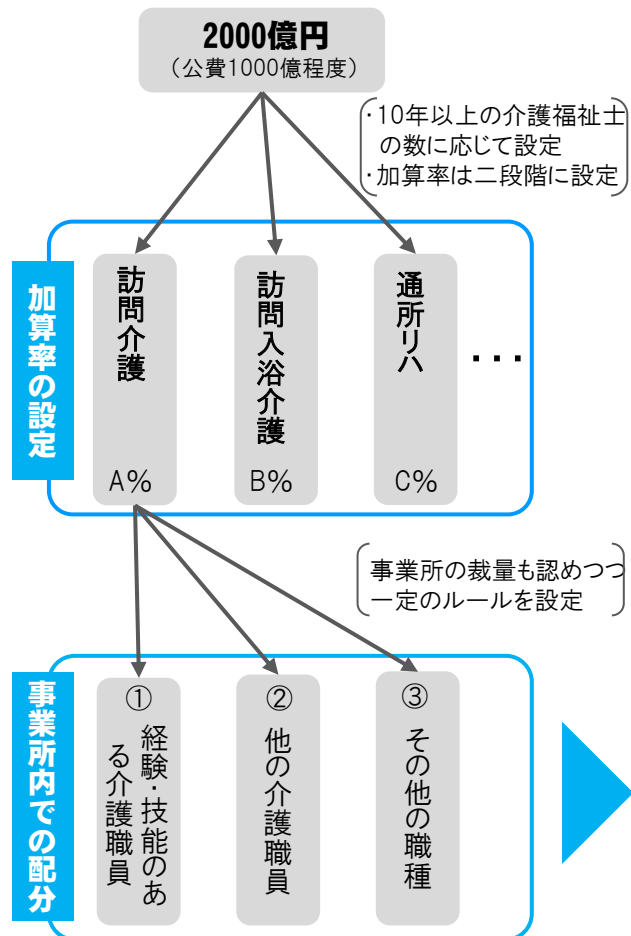 2000億円
（公費1000億程度）
・10年以上の介護福祉士
の数に応じて設定
・加算率は二段階に設定
加算率の設定
訪問介護
A%
訪問入浴介護
B%
通所リハ
C%
・・・
事業所の裁量も認めつつ
一定のルールを設定
事業所内での配分
①
経験・技能のあ
る介護職員
②
他の介護職員
③
その他の職種